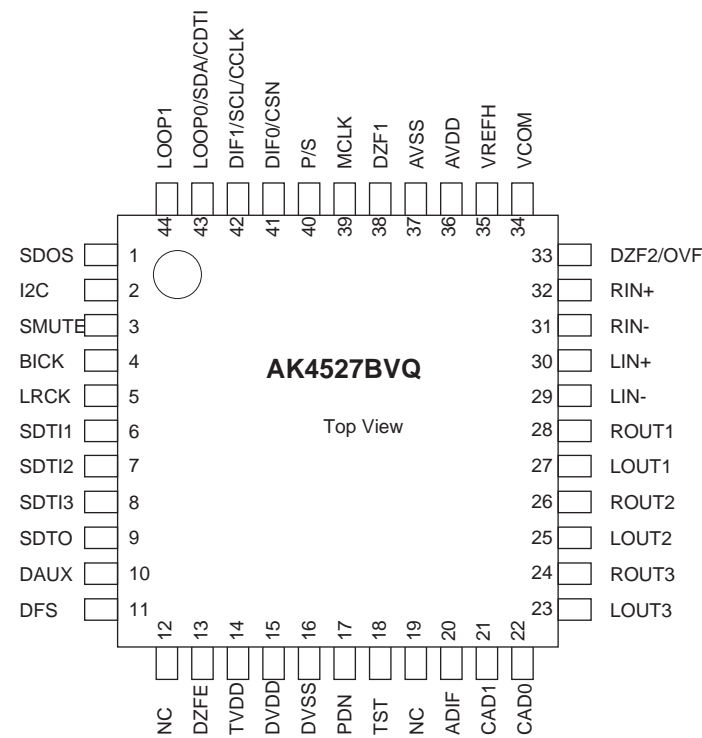 LOOP1
LOOP0/SDA/CDTI
DIF1/SCL/CCLK
DIF0/CSN
P/S
MCLK
DZF1
AVSS
AVDD
VREFH
VCOM
44
43
42
41
40
39
38
37
36
35
34
SDOS 1
I2C 2
SMUTE 3
BICK 4
LRCK 5
SDTI1 6
SDTI2 7
SDTI3 8
SDTO 9
DAUX 10
DFS 11
AK4527BVQ
Top View
33 DZF2/OVF
32 RIN+
31 RIN-
30 LIN+
29 LIN-
28 ROUT1
27 LOUT1
26 ROUT2
25 LOUT2
24 ROUT3
23 LOUT3
12
13
14
15
16
17
18
19
20
21
22
NC
DZFE
TVDD
DVDD
DVSS
PDN
TST
NC
ADIF
CAD1
CAD0